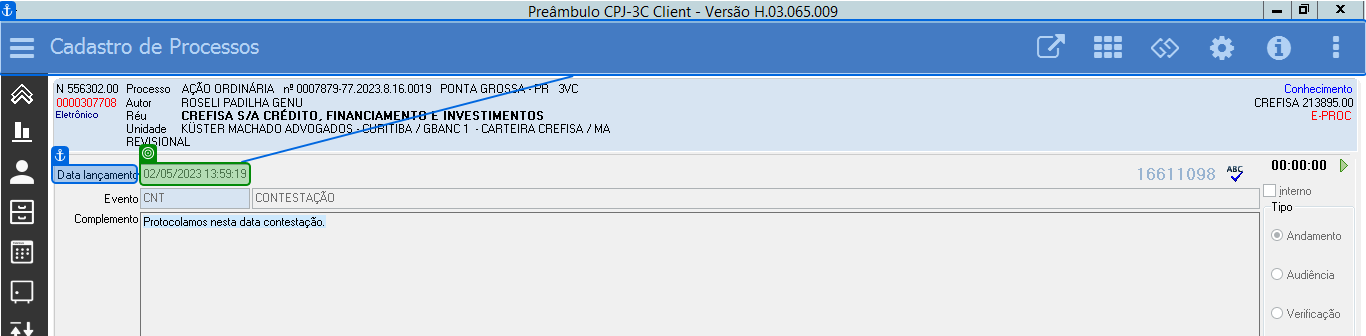 Preâmbulo CPJ-3C Client - Versão H.03.065.009
Cadastro de Processos
N 556302.00 Processo AÇÃO ORDINÁRIA nº 0007879-77.2023.8.16.0019 PONTA GROSSA - PR 3VC Conhecimento
0000307708 Autor ROSELI PADILHA GENU CREFISA 213895.00
Eletrônico Réu CREFISA S/A CRÉDITO, FINANCIAMENTO E INVESTIMENTOS E-PROC
Unidade KÜSTER MACHADO ADVOGADOS - CURITIBA / GBANC 1 - CARTEIRA CREFISA / MA
REVISIONAL
Data lançamento 02/05/2023 13:59:19 16611098 ABC 00:00:00
Evento CNT CONTESTAÇÃO interno
Complemento Protocolamos nesta data contestação. Tipo
Andamento
Audiência
Verificação